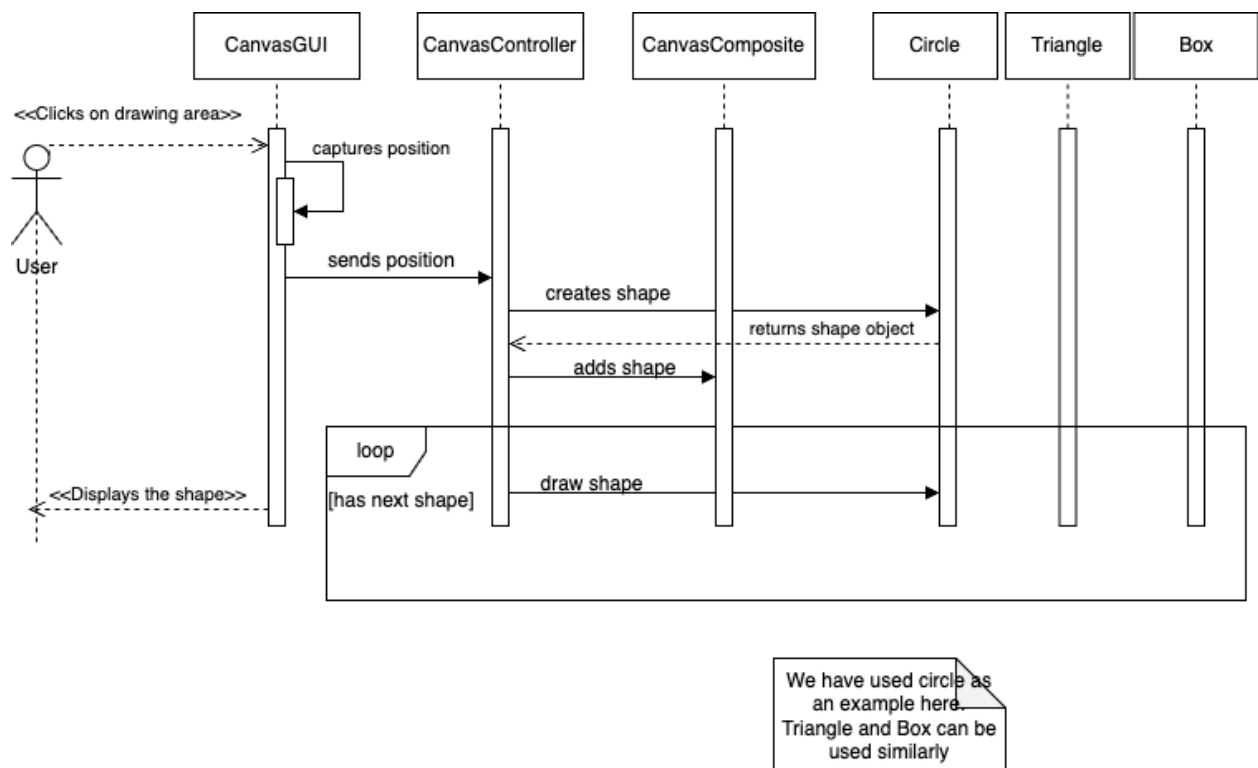 CanvasGUI
CanvasController
CanvasComposite
Circle
Triangle
Box
<<Clicks on drawing area>>
captures position
User
sends position
creates shape
returns shape object
adds shape
loop
<<Displays the shape>>
[has next shape]
draw shape
We have used circle as
an example here.
Triangle and Box can be
used similarly